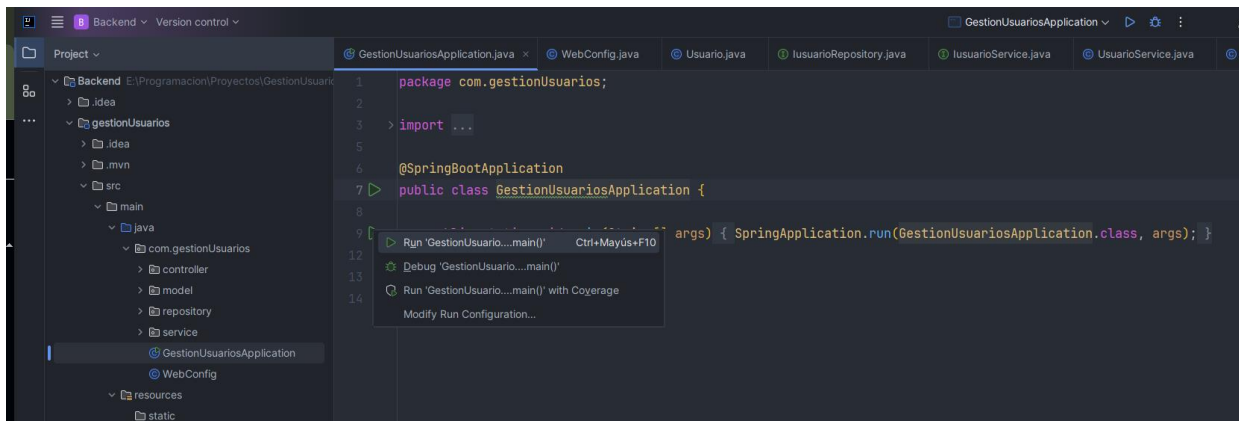 B Backend Version control GestionUsuariosApplication
Project
GestionUsuariosApplication.java WebConfig.java Usuario.java IusuarioRepository.java IusuarioService.java UsuarioService.java
Backend E:\Programacion\Proyectos\GestionUsuaric
.idea
gestionUsuarios
.idea
.mvn
src
main
java
com.gestionUsuarios
controller
model
repository
service
GestionUsuariosApplication
WebConfig
resources
static
1 package com.gestionUsuarios;
2
3 import ...
5
6 @SpringBootApplication
7 public class GestionUsuariosApplication {
8
9 args) { SpringApplication.run(GestionUsuariosApplication.class, args); }
12
13
14
Run 'GestionUsuario....main()' Ctrl+Mayús+F10
Debug 'GestionUsuario....main()'
Run 'GestionUsuario....main()' with Coverage
Modify Run Configuration...